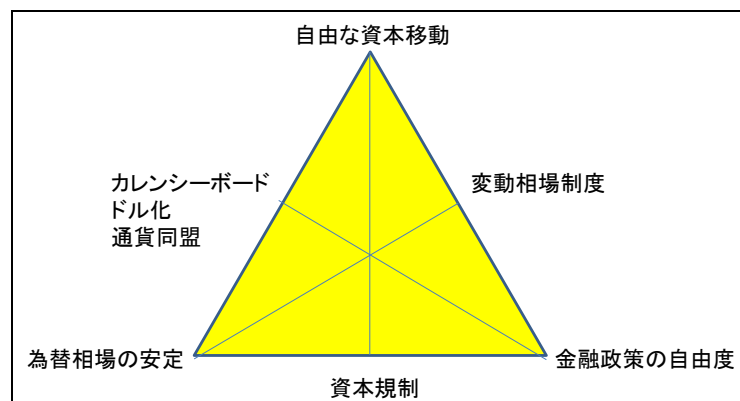 自由な資本移動
カレンシーボード
ドル化
通貨同盟
変動相場制度
為替相場の安定
金融政策の自由度
資本規制